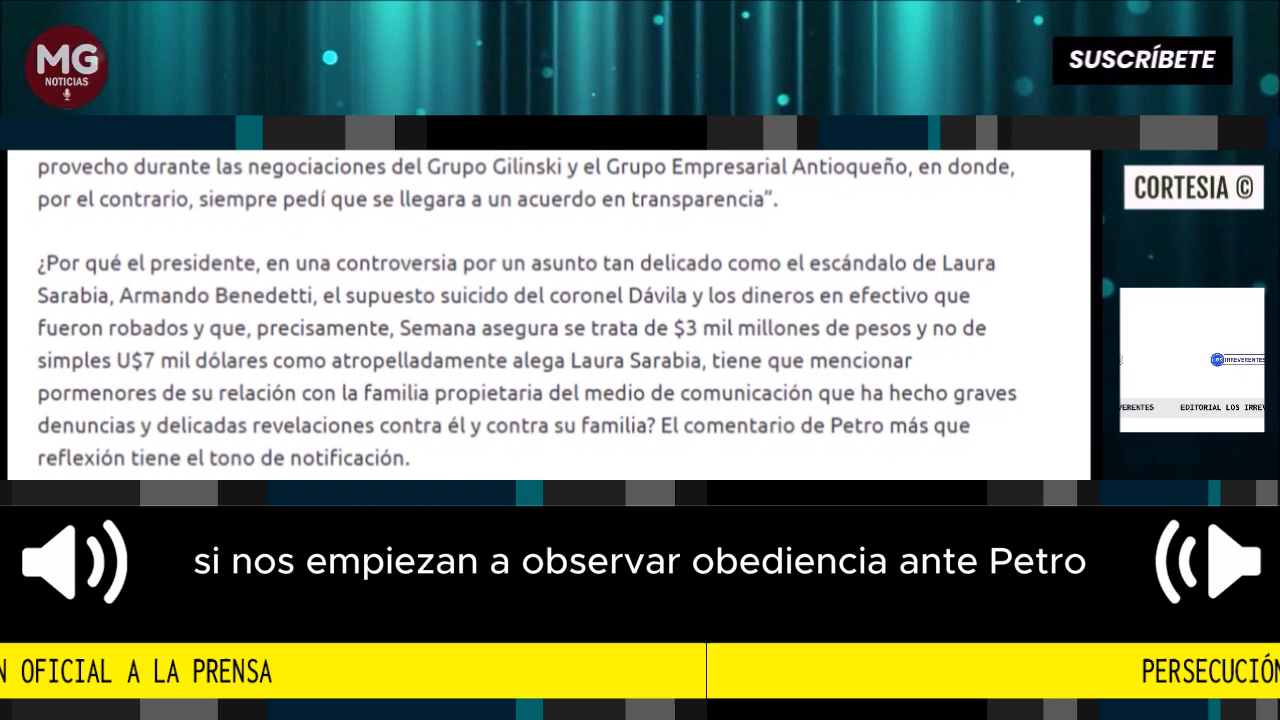 MG
NOTICIAS
SUSCRÍBETE
provecho durante las negociaciones del Grupo Gilinski y el Grupo Empresarial Antioqueño, en donde,
por el contrario, siempre pedí que se llegara a un acuerdo en transparencia”.
¿Por qué el presidente, en una controversia por un asunto tan delicado como el escándalo de Laura
Sarabia, Armando Benedetti, el supuesto suicido del coronel Dávila y los dineros en efectivo que
fueron robados y que, precisamente, Semana asegura se trata de $3 mil millones de pesos y no de
simples U$7 mil dólares como atropelladamente alega Laura Sarabia, tiene que mencionar
pormenores de su relación con la familia propietaria del medio de comunicación que ha hecho graves
denuncias y delicadas revelaciones contra él y contra su familia? El comentario de Petro más que
reflexión tiene el tono de notificación.
CORTESIA ©
IRREVERENTES
VERENTES EDITORIAL LOS IRREV
si nos empiezan a observar obediencia ante Petro
N OFICIAL A LA PRENSA
PERSECUCIÓN